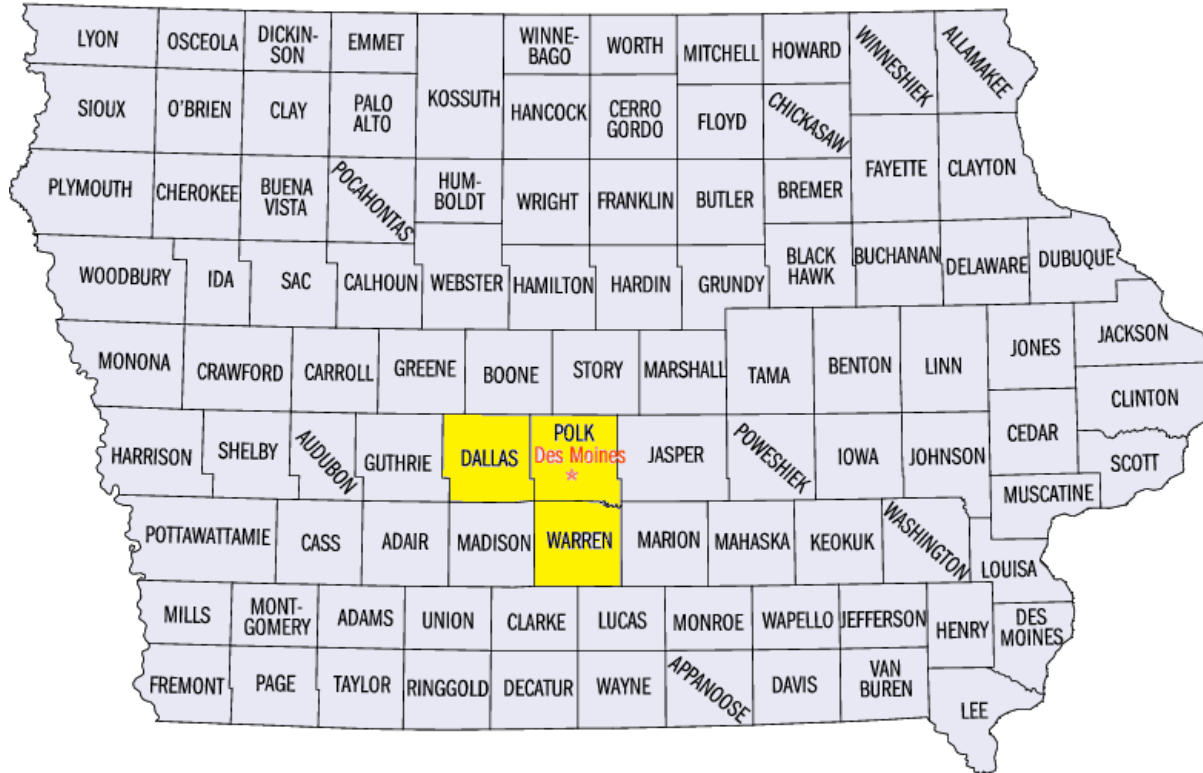 LYON
OSCEOLA
DICKIN-
SON
EMMET
KOSSUTH
WINNE-
BAGO
WORTH
MITCHELL
HOWARD
WINNESHIEK
ALLAMAKEE
SIOUX
O'BRIEN
CLAY
PALO
ALTO
HANCOCK
CERRO
GORDO
FLOYD
CHICKASAW
FAYETTE
CLAYTON
PLYMOUTH
CHEROKEE
BUENA
VISTA
POCAHONTAS
HUM-
BOLDT
WRIGHT
FRANKLIN
BUTLER
BREMER
WOODBURY
IDA
SAC
CALHOUN
WEBSTER
HAMILTON
HARDIN
GRUNDY
BLACK
HAWK
BUCHANAN
DELAWARE
DUBUQUE
MONONA
CRAWFORD
CARROLL
GREENE
BOONE
STORY
MARSHALL
TAMA
BENTON
LINN
JONES
JACKSON
CLINTON
HARRISON
SHELBY
AUDUBON
GUTHRIE
DALLAS
POLK
Des Moines
*
JASPER
POWESHIEK
IOWA
JOHNSON
CEDAR
SCOTT
MUSCATINE
POTTAWATTAMIE
CASS
ADAIR
MADISON
WARREN
MARION
MAHASKA
KEOKUK
WASHINGTON
LOUISA
MILLS
MONT-
GOMERY
ADAMS
UNION
CLARKE
LUCAS
MONROE
WAPELLO
JEFFERSON
HENRY
DES
MOINES
FREMONT
PAGE
TAYLOR
RINGGOLD
DECATUR
WAYNE
APPANOOSE
DAVIS
VAN
BUREN
LEE